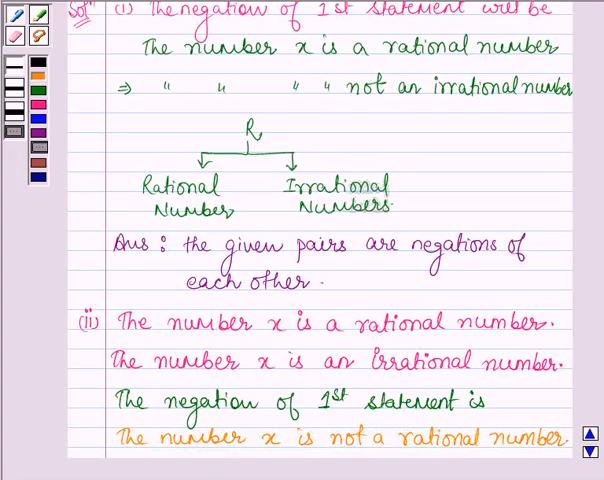 Solⁿ (i) The negation of 1st statement will be
The number x is a rational number
⇒ " " " " not an irrational number
R
Rational Irrational
Number Numbers.
Ans : the given pairs are negations of
each other.
(ii) The number x is a rational number.
The number x is an irrational number.
The negation of 1st statement is
The number x is not a rational number.